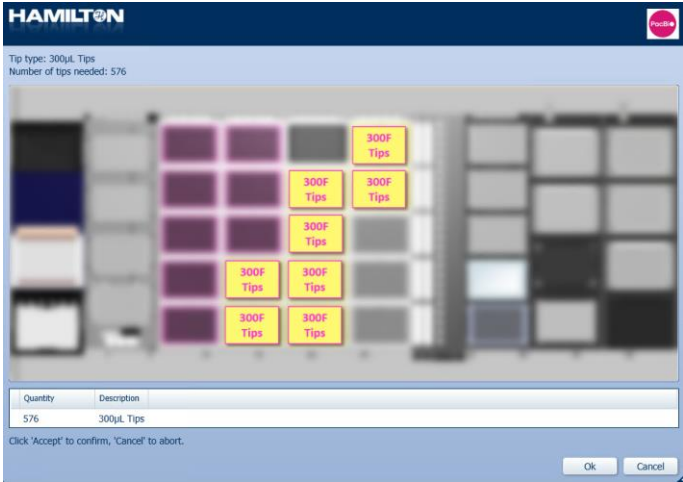 HAMILTON
PacBi
Tip type: 300µL Tips
Number of tips needed: 576
300F
Tips
300F
Tips
300F
Tips
300F
Tips
300F
Tips
300F
Tips
300F
Tips
300F
Tips
Quantity Description
576 300µL Tips
Click 'Accept' to confirm, 'Cancel' to abort.
Ok Cancel